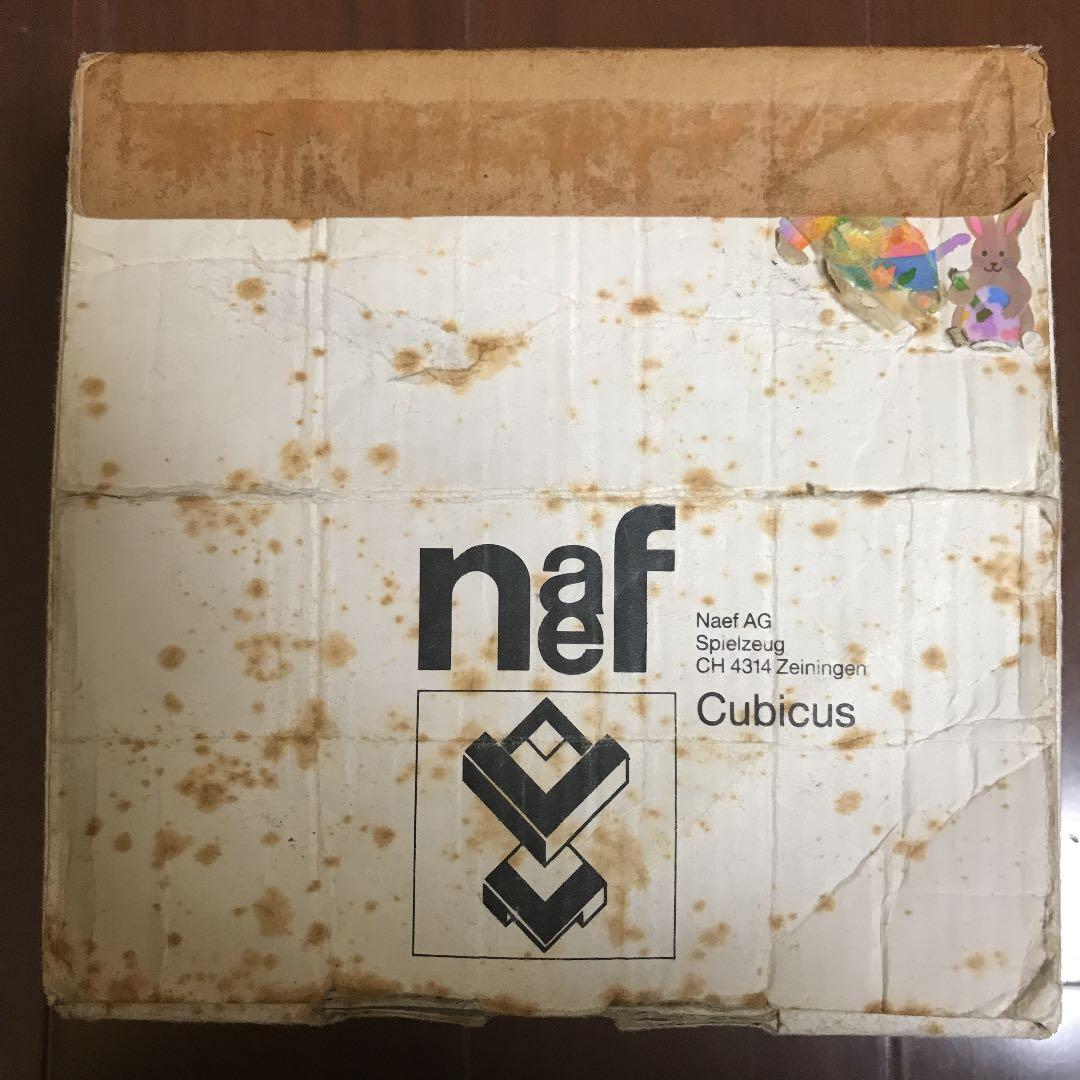 naef
Naef AG
Spielzeug
CH 4314 Zeiningen
Cubicus